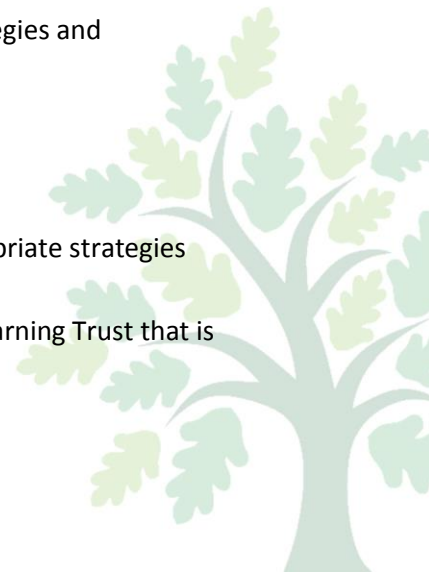 egies and
priate strategies
arning Trust that is